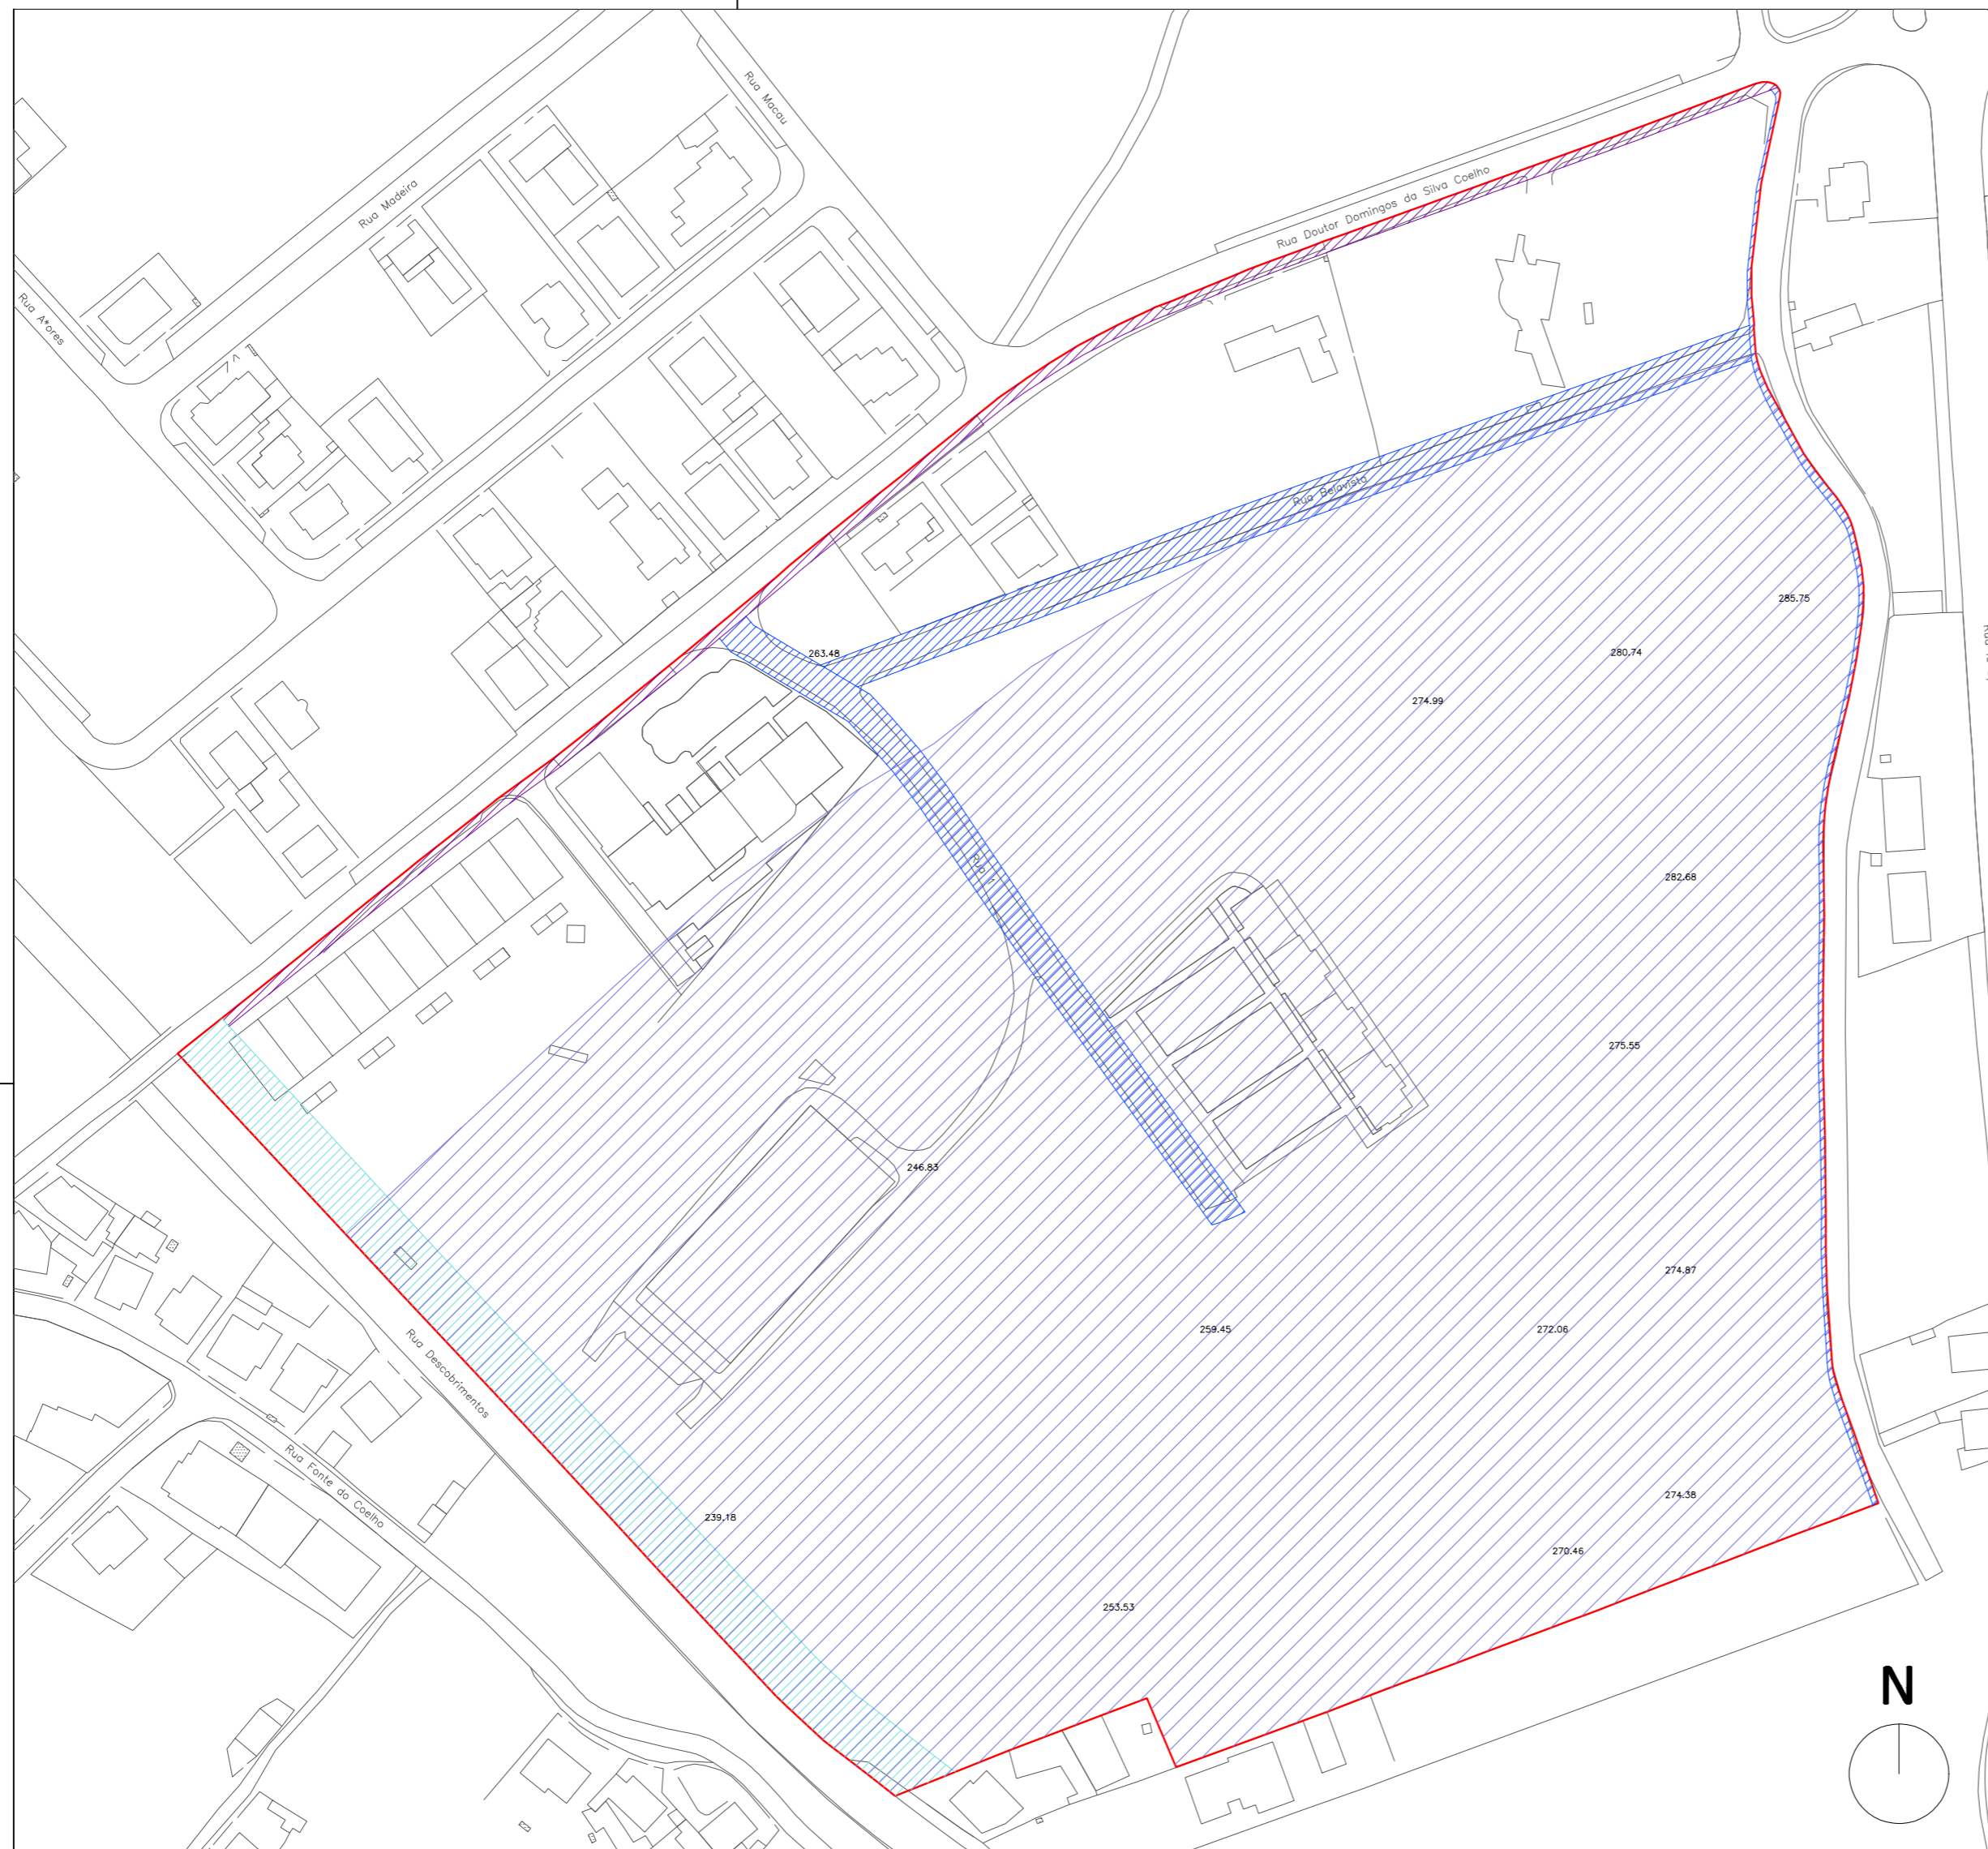 Rua Macau
Rua Madeira
Rua Doutor Domingos da Silva Coelho
Rua A*ores
Rua Belavista
285.75
263.48
280.74
274.99
Rua 1
282.68
275.55
246.83
274.87
259.45
272.06
Rua Descobrimentos
Rua Fonte do Coelho
274.38
239.18
270.46
253.53
N